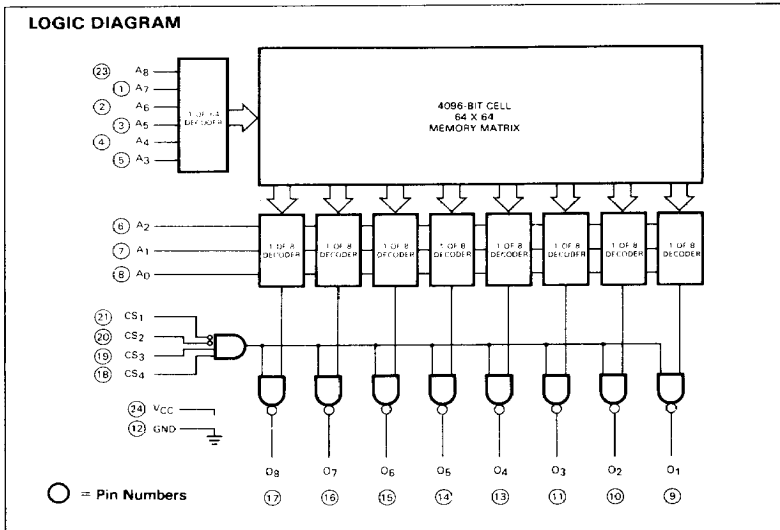 LOGIC DIAGRAM
23 A8
1 A7
2 A6
3 A5
4 A4
5 A3
1 OF 64
DECODER
4096-BIT CELL
64 X 64
MEMORY MATRIX
6 A2
7 A1
8 A0
1 OF 8
DECODER
1 OF 8
DECODER
1 OF 8
DECODER
1 OF 8
DECODER
1 OF 8
DECODER
1 OF 8
DECODER
1 OF 8
DECODER
1 OF 8
DECODER
21 CS1
20 CS2
19 CS3
18 CS4
24 VCC
12 GND
O8 O7 O6 O5 O4 O3 O2 O1
17 16 15 14 13 11 10 9
= Pin Numbers